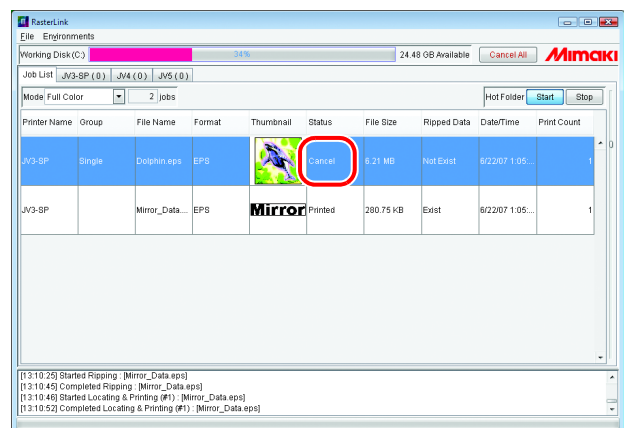 RasterLink
File Environments
Working Disk(C:) 34% 24.48 GB Available Cancel All Mimaki
Job List JV3-SP ( 0 ) JV4 ( 0 ) JV5 ( 0 )
Mode Full Color 2 jobs Hot Folder Start Stop
Printer Name Group File Name Format Thumbnail Status File Size Ripped Data Date/Time Print Count
JV3-SP Single Dolphin.eps EPS Cancel 6.21 MB Not Exist 6/22/07 1:05:... 1
JV3-SP Mirror_Data.... EPS Mirror Printed 280.75 KB Exist 6/22/07 1:05:... 1
[13:10:25] Started Ripping : [Mirror_Data.eps]
[13:10:45] Completed Ripping : [Mirror_Data.eps]
[13:10:46] Started Locating & Printing (#1) : [Mirror_Data.eps]
[13:10:52] Completed Locating & Printing (#1) : [Mirror_Data.eps]